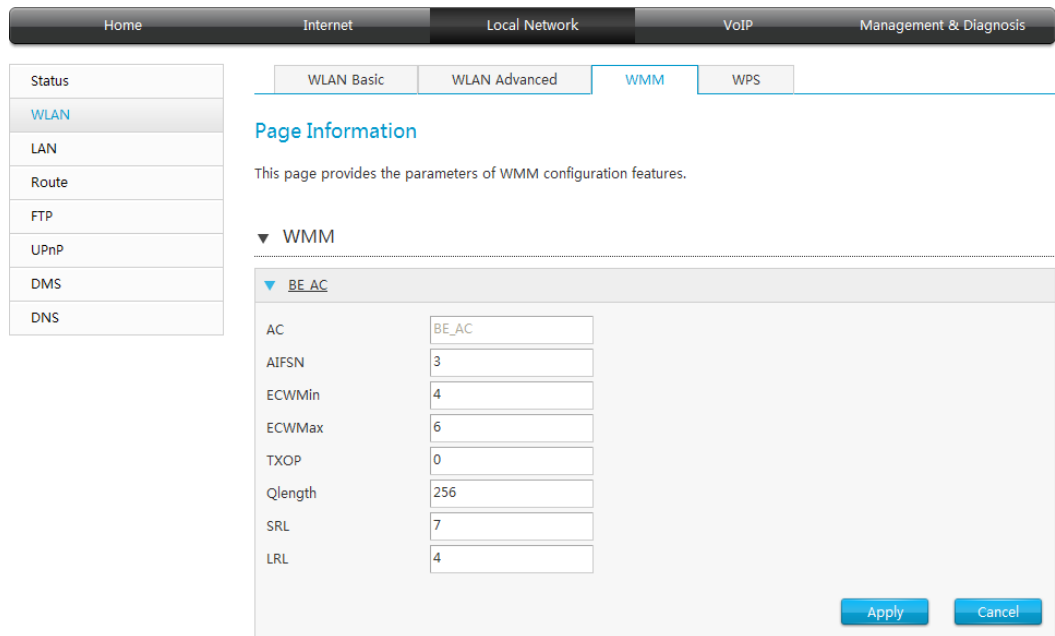 Home Internet Local Network VoIP Management & Diagnosis
Status
WLAN
LAN
Route
FTP
UPnP
DMS
DNS
WLAN Basic WLAN Advanced WMM WPS
Page Information
This page provides the parameters of WMM configuration features.
WMM
BE_AC
AC BE_AC
AIFSN 3
ECWMin 4
ECWMax 6
TXOP 0
Qlength 256
SRL 7
LRL 4
Apply Cancel